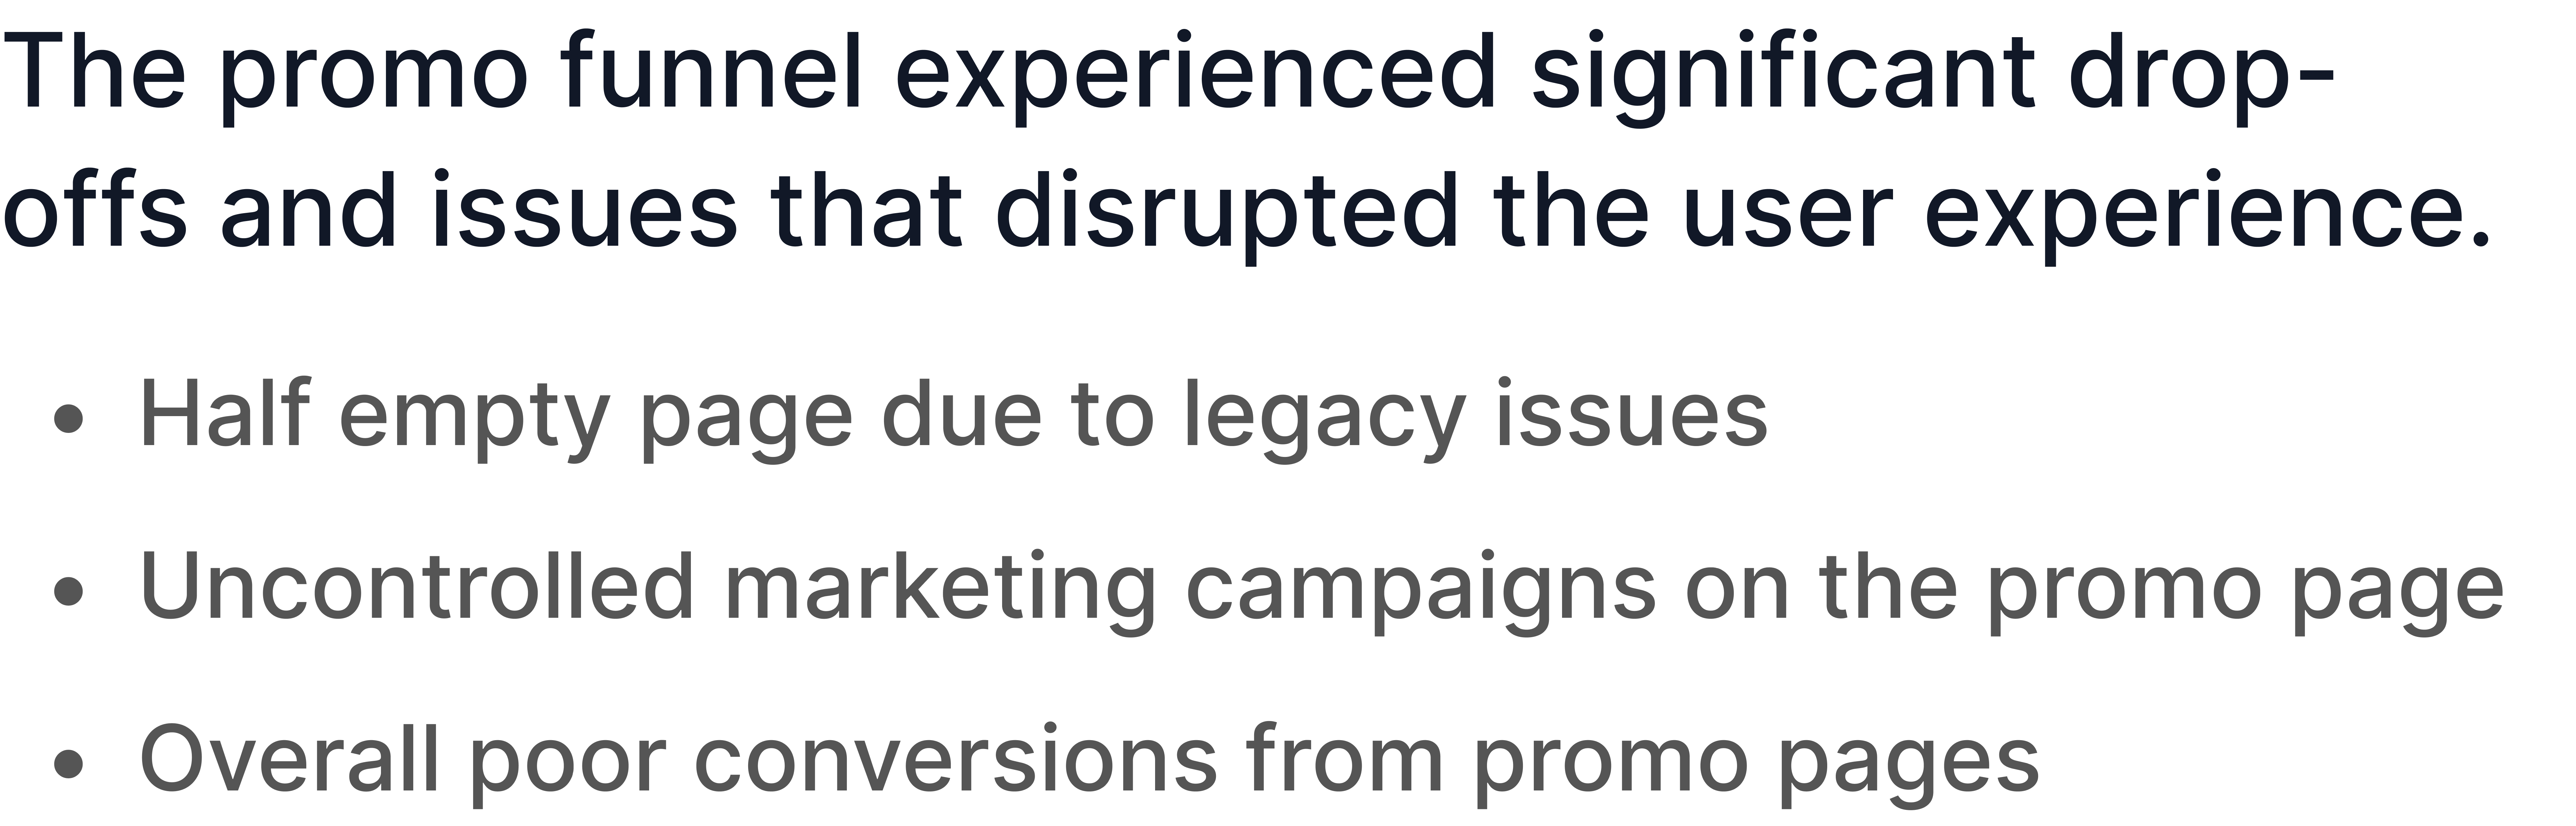 The promo funnel experienced significant drop-
offs and issues that disrupted the user experience.
• Half empty page due to legacy issues
• Uncontrolled marketing campaigns on the promo page
• Overall poor conversions from promo pages